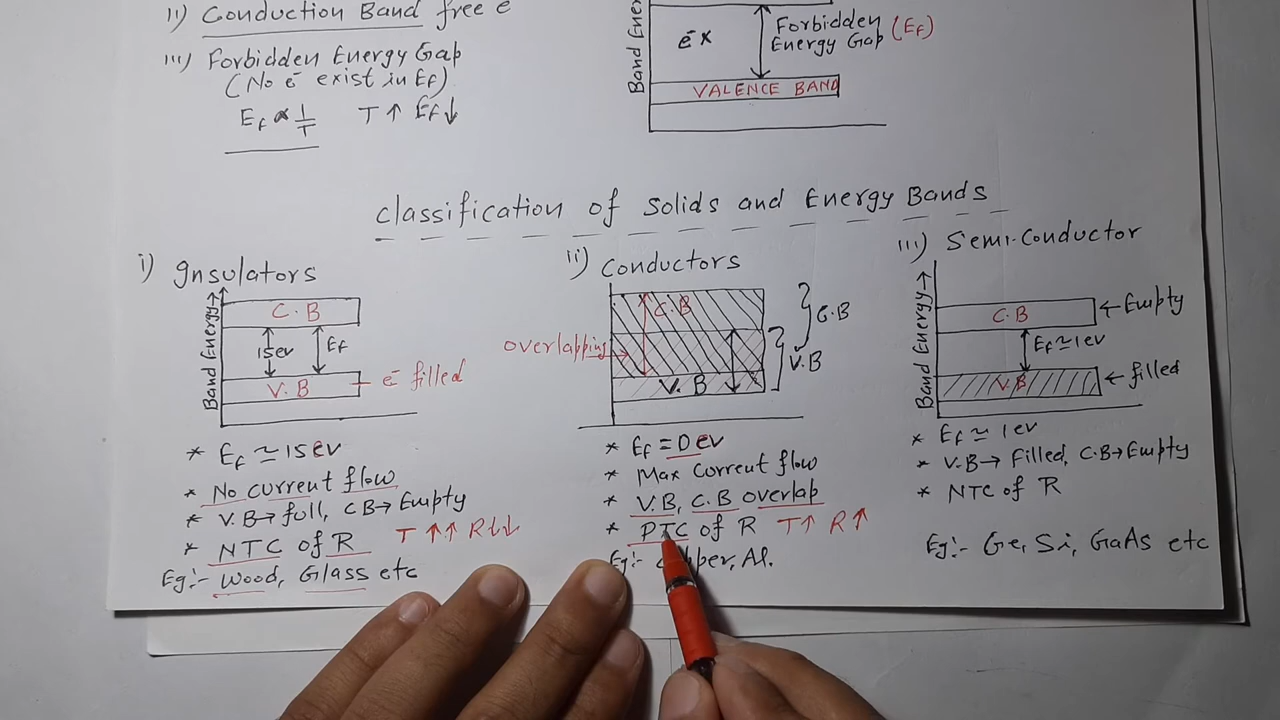 ii) Conduction Band free e
iii) Forbidden Energy Gap
(No e⁻ exist in EF)
EF ∝ 1/T T↑ EF↓
Band Ener
e⁻ x
Forbidden
Energy Gap (EF)
VALENCE BAND
Classification of Solids and Energy Bands
i) Insulators
Band Energy→
C.B
15ev
EF
V.B
e⁻ filled
* EF ≃ 15ev
* No current flow
* V.B→ full, CB→ Empty
* NTC of R T↑↑ R↓↓
Eg:- Wood, Glass etc
ii) Conductors
C.B
overlapping
V.B
C.B
V.B
* EF = 0ev
* Max Current flow
* V.B, C.B overlap
* PTC of R T↑ R↑
Eg:- Al.
iii) Semi-Conductor
Band Energy→
C.B
←Empty
EF≃1ev
V.B
←filled
* EF ≃ 1ev
* V.B→ Filled, C.B→Empty
* NTC of R
Eg:- Ge, Si, GaAs etc